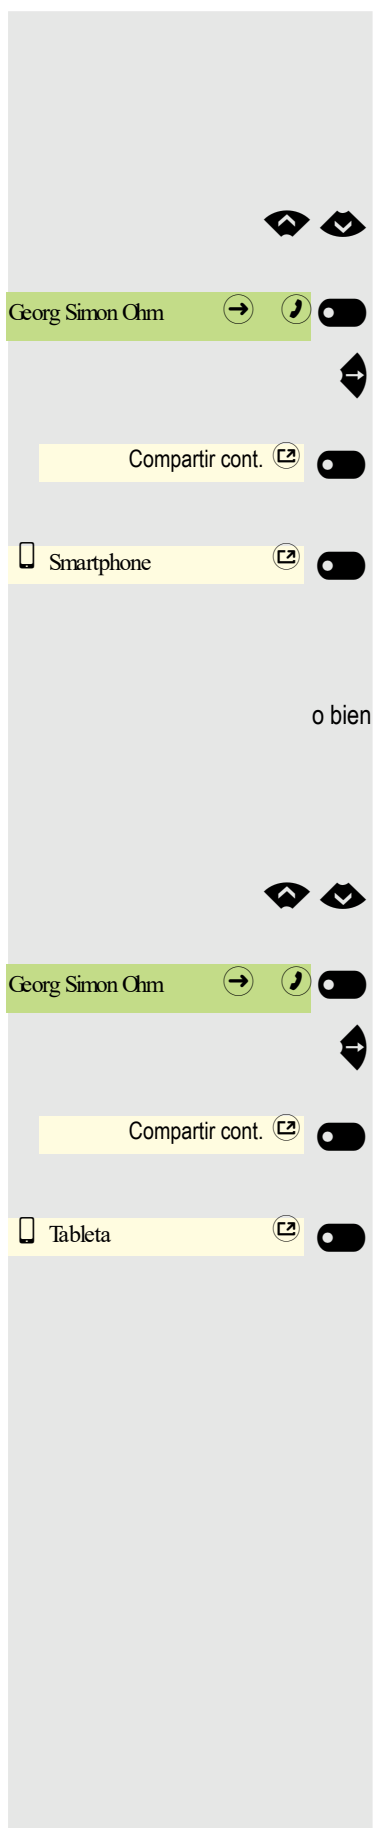 Georg Simon Ohm
Compartir cont.
Smartphone
o bien
Georg Simon Ohm
Compartir cont.
Tableta